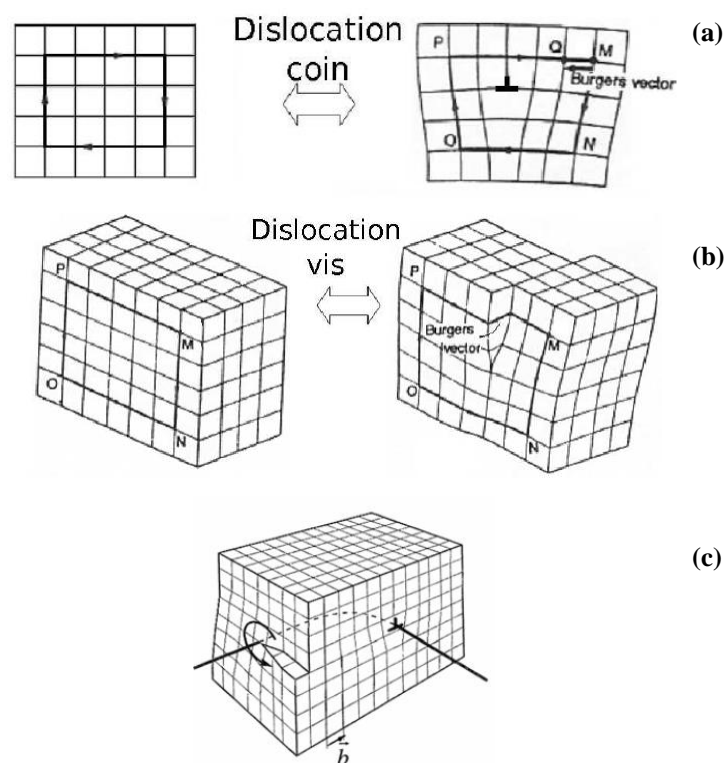 Dislocation
coin
(a)
P
Q
M
Burgers vector
O
N
Dislocation
vis
(b)
P
M
O
N
P
Burgers
vector
M
O
N
(c)
b